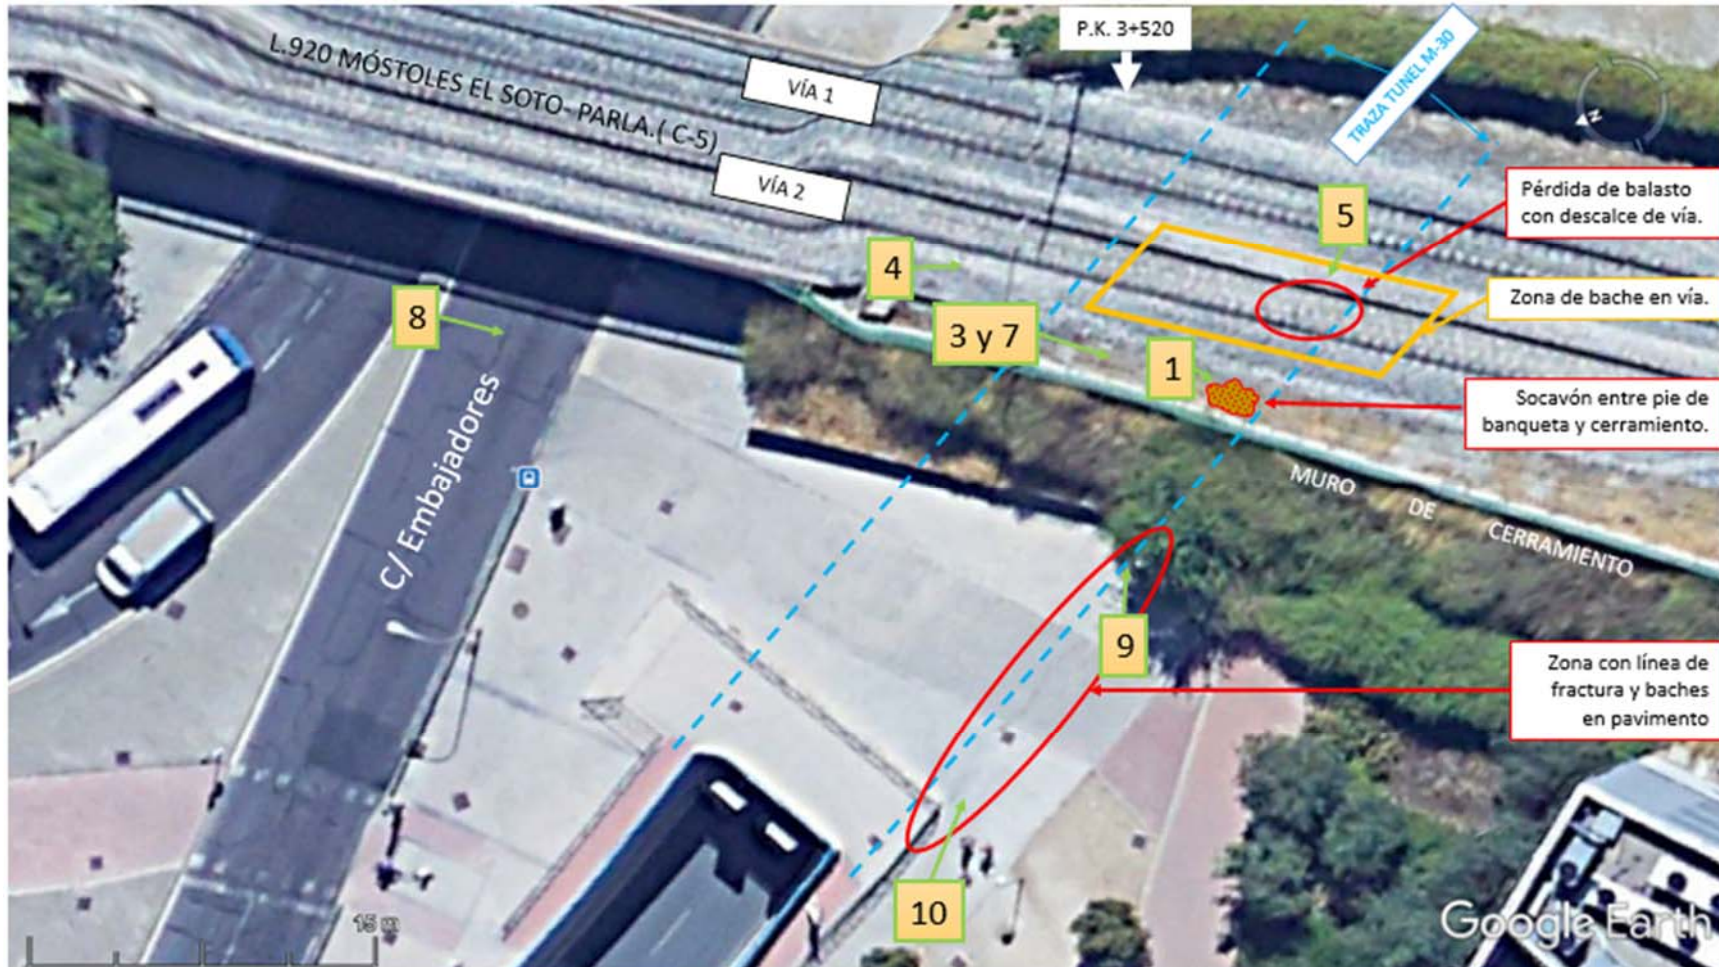 P.K. 3+520
L.920 MÓSTOLES EL SOTO- PARLA.( C-5)
VÍA 1
TRAZA TUNEL M-30
N
VÍA 2
Pérdida de balasto
con descalce de vía.
5
4
Zona de bache en vía.
8
3 y 7
1
Socavón entre pie de
banqueta y cerramiento.
C/ Embajadores
MURO DE CERRAMIENTO
9
Zona con línea de
fractura y baches
en pavimento
10
15 m
Google Earth